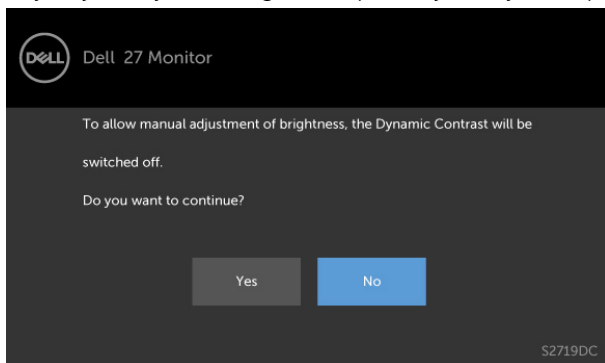 DELL
Dell 27 Monitor
To allow manual adjustment of brightness, the Dynamic Contrast will be
switched off.
Do you want to continue?
Yes
No
S2719DC